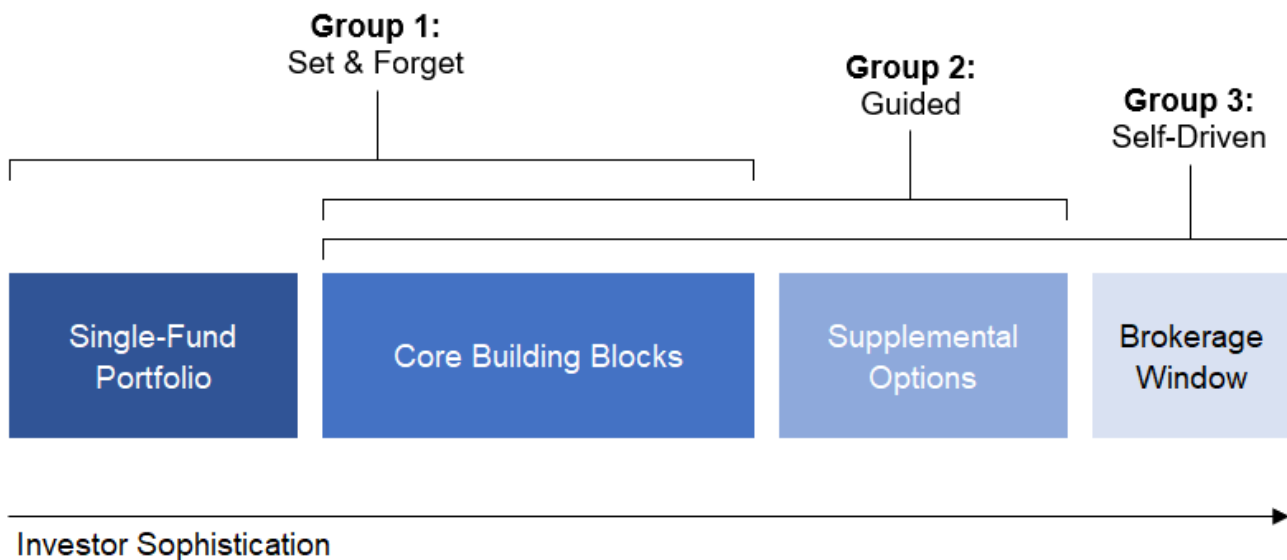 Group 1:
Set & Forget
Group 2:
Guided
Group 3:
Self-Driven
Single-Fund
Portfolio
Core Building Blocks
Supplemental
Options
Brokerage
Window
Investor Sophistication